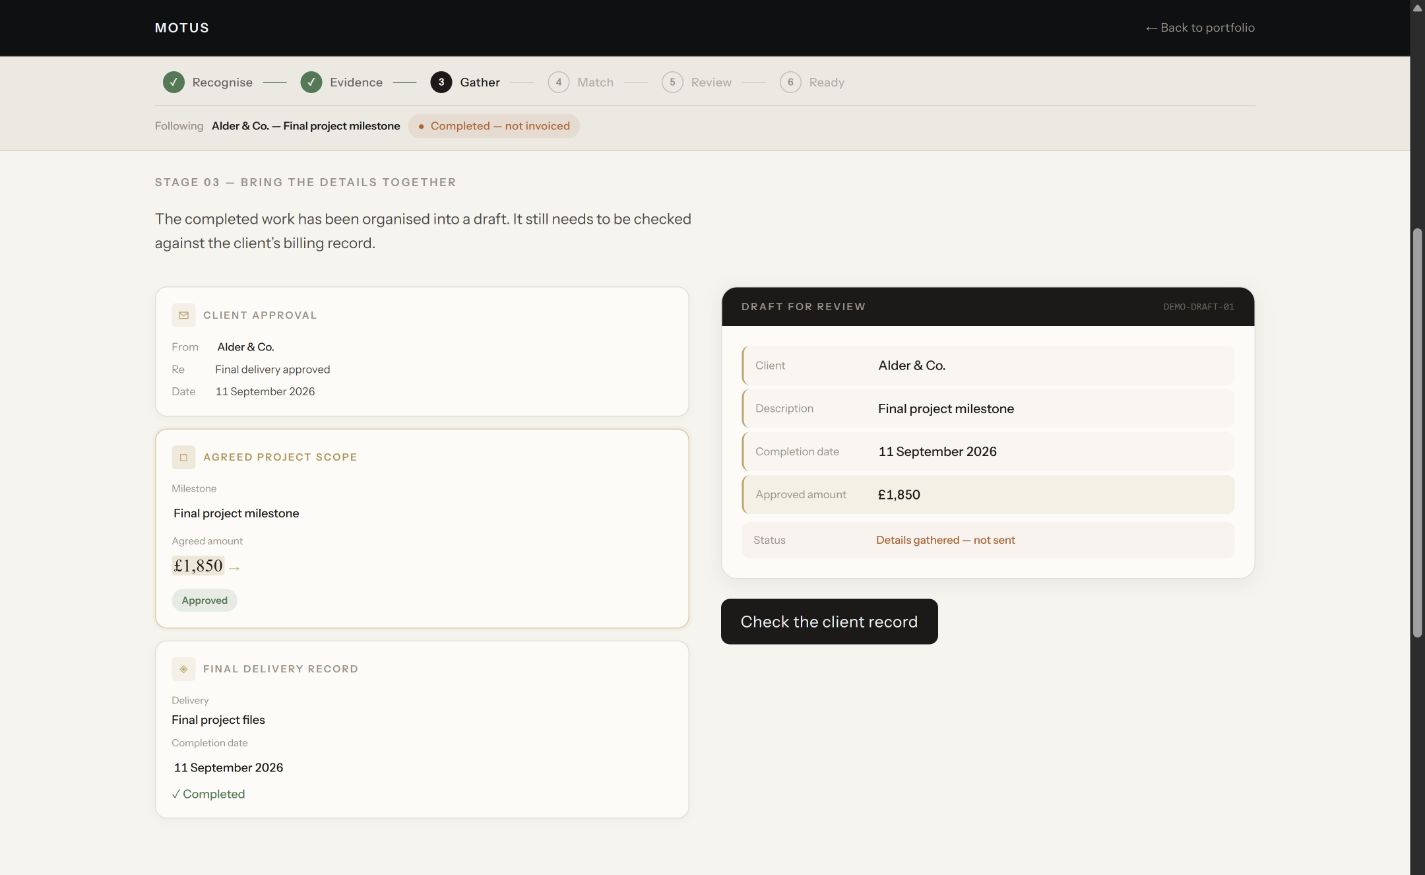 MOTUS
← Back to portfolio
✓ Recognise
✓ Evidence
3 Gather
4 Match
5 Review
6 Ready
Following Alder & Co. — Final project milestone • Completed — not invoiced
STAGE 03 — BRING THE DETAILS TOGETHER
The completed work has been organised into a draft. It still needs to be checked
against the client's billing record.
CLIENT APPROVAL
From Alder & Co.
Re Final delivery approved
Date 11 September 2026
AGREED PROJECT SCOPE
Milestone
Final project milestone
Agreed amount
£1,850 →
Approved
FINAL DELIVERY RECORD
Delivery
Final project files
Completion date
11 September 2026
✓ Completed
DRAFT FOR REVIEW DEMO-DRAFT-01
Client Alder & Co.
Description Final project milestone
Completion date 11 September 2026
Approved amount £1,850
Status Details gathered — not sent
Check the client record